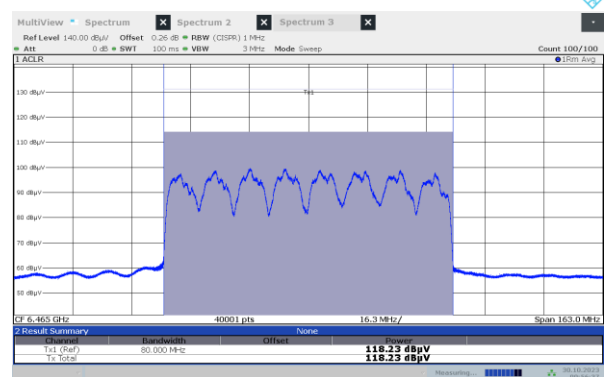 MultiView Spectrum Spectrum 2 Spectrum 3
Ref Level 140.00 dBµV Offset 0.26 dB RBW (CISPR) 1 MHz
Att 0 dB SWT 100 ms VBW 3 MHz Mode Sweep Count 100/100
1 ACLR 1Rm Avg
130 dBµV Tx1
120 dBµV
110 dBµV
100 dBµV
90 dBµV
80 dBµV
70 dBµV
60 dBµV
50 dBµV
CF 6.465 GHz 40001 pts 16.3 MHz/ Span 163.0 MHz
2 Result Summary None
Channel Bandwidth Offset Power
Tx1 (Ref) 80.000 MHz 118.23 dBµV
Tx Total 118.23 dBµV
Measuring... 30.10.2023